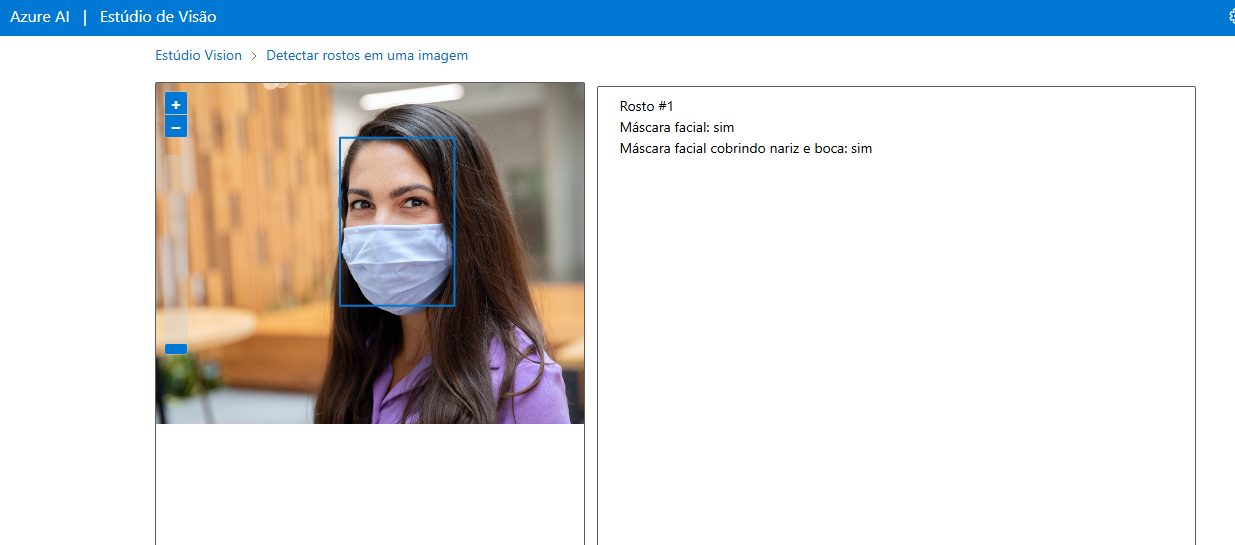 Azure AI | Estúdio de Visão
Estúdio Vision > Detectar rostos em uma imagem
+
−
Rosto #1
Máscara facial: sim
Máscara facial cobrindo nariz e boca: sim